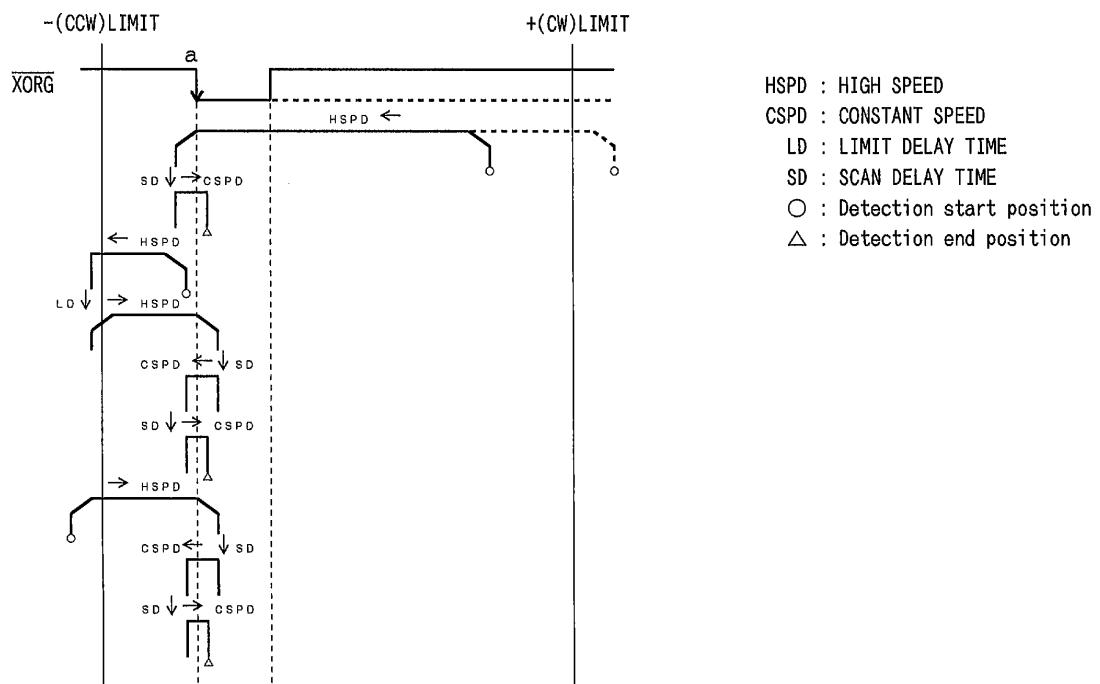 -(CCW)LIMIT
+(CW)LIMIT
a
XORG
HSPD ←
SD ↓ → CSPD
← HSPD
LD ↓ → HSPD
CSPD ← ↓ SD
SD ↓ → CSPD
→ HSPD
CSPD ← ↓ SD
SD ↓ → CSPD
HSPD : HIGH SPEED
CSPD : CONSTANT SPEED
LD : LIMIT DELAY TIME
SD : SCAN DELAY TIME
○ : Detection start position
△ : Detection end position